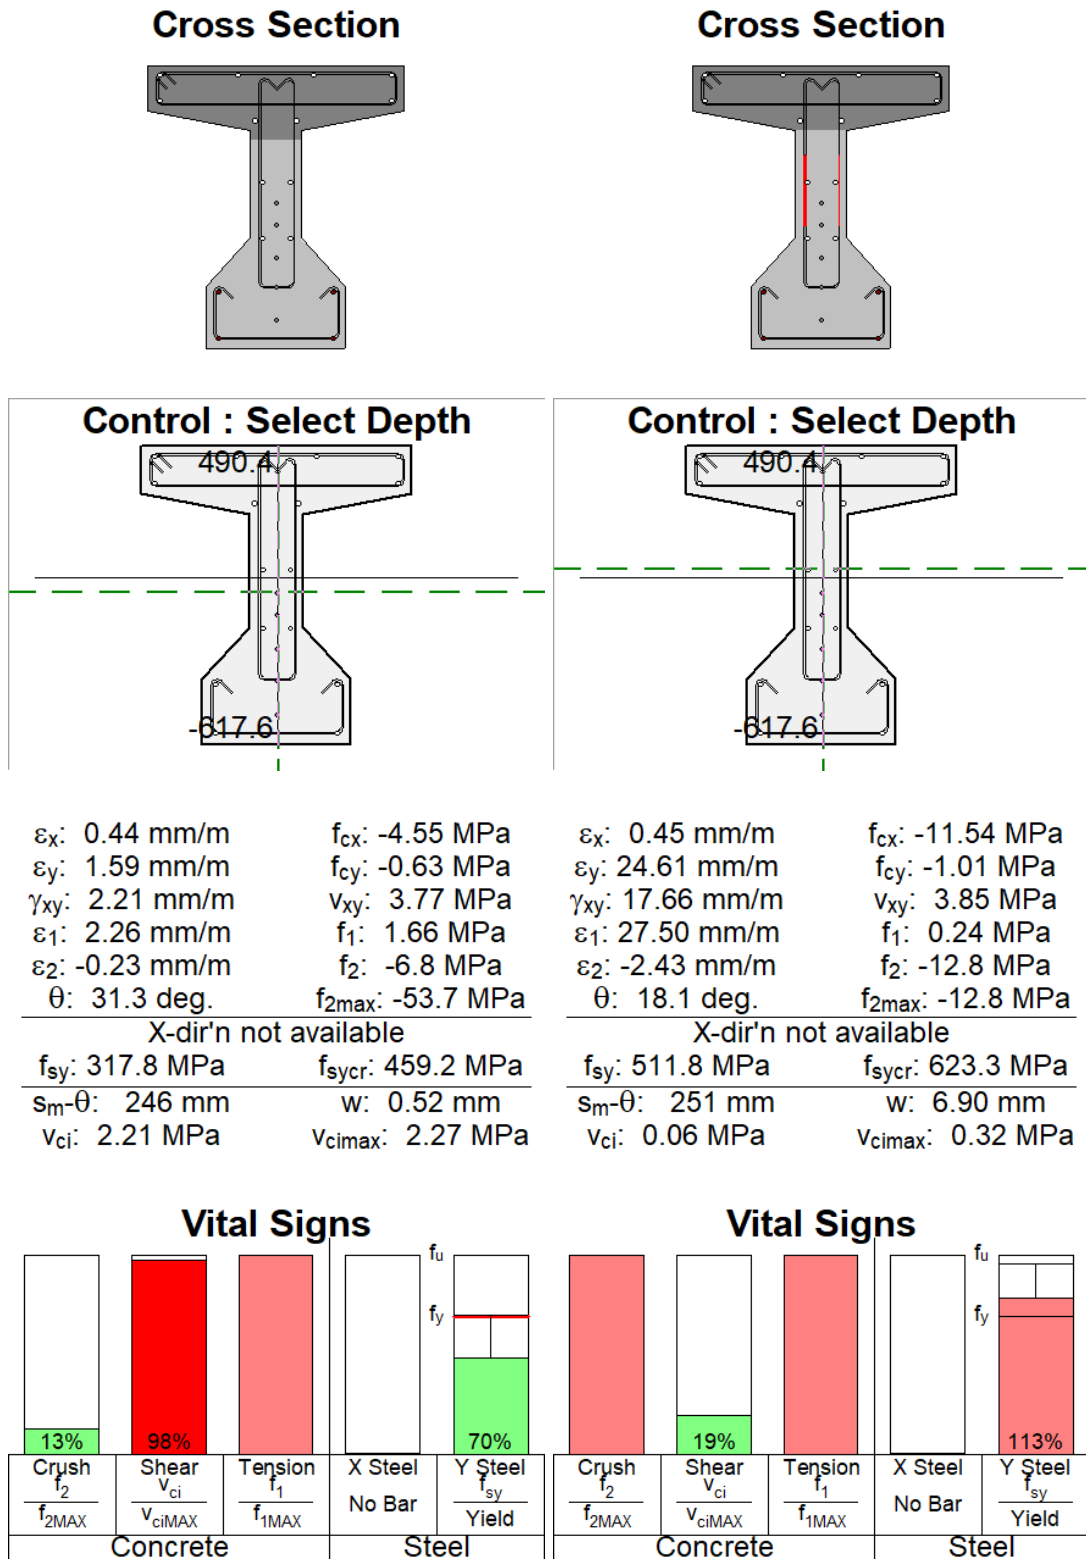 Cross Section
Cross Section
Control : Select Depth
490.4
-617.6
Control : Select Depth
490.4
-617.6
εx: 0.44 mm/m fcx: -4.55 MPa
εy: 1.59 mm/m fcy: -0.63 MPa
γxy: 2.21 mm/m vxy: 3.77 MPa
ε1: 2.26 mm/m f1: 1.66 MPa
ε2: -0.23 mm/m f2: -6.8 MPa
θ: 31.3 deg. f2max: -53.7 MPa
X-dir'n not available
fsy: 317.8 MPa fsycr: 459.2 MPa
sm-θ: 246 mm w: 0.52 mm
vci: 2.21 MPa vcimax: 2.27 MPa
εx: 0.45 mm/m fcx: -11.54 MPa
εy: 24.61 mm/m fcy: -1.01 MPa
γxy: 17.66 mm/m vxy: 3.85 MPa
ε1: 27.50 mm/m f1: 0.24 MPa
ε2: -2.43 mm/m f2: -12.8 MPa
θ: 18.1 deg. f2max: -12.8 MPa
X-dir'n not available
fsy: 511.8 MPa fsycr: 623.3 MPa
sm-θ: 251 mm w: 6.90 mm
vci: 0.06 MPa vcimax: 0.32 MPa
Vital Signs
fy
13% 98% 70%
Crush Shear Tension X Steel Y Steel
f2 vci f1 No Bar fsy
f2MAX vciMAX f1MAX Yield
Concrete Steel
Vital Signs
fu
fy
19% 113%
Crush Shear Tension X Steel Y Steel
f2 vci f1 No Bar fsy
f2MAX vciMAX f1MAX Yield
Concrete Steel
fu